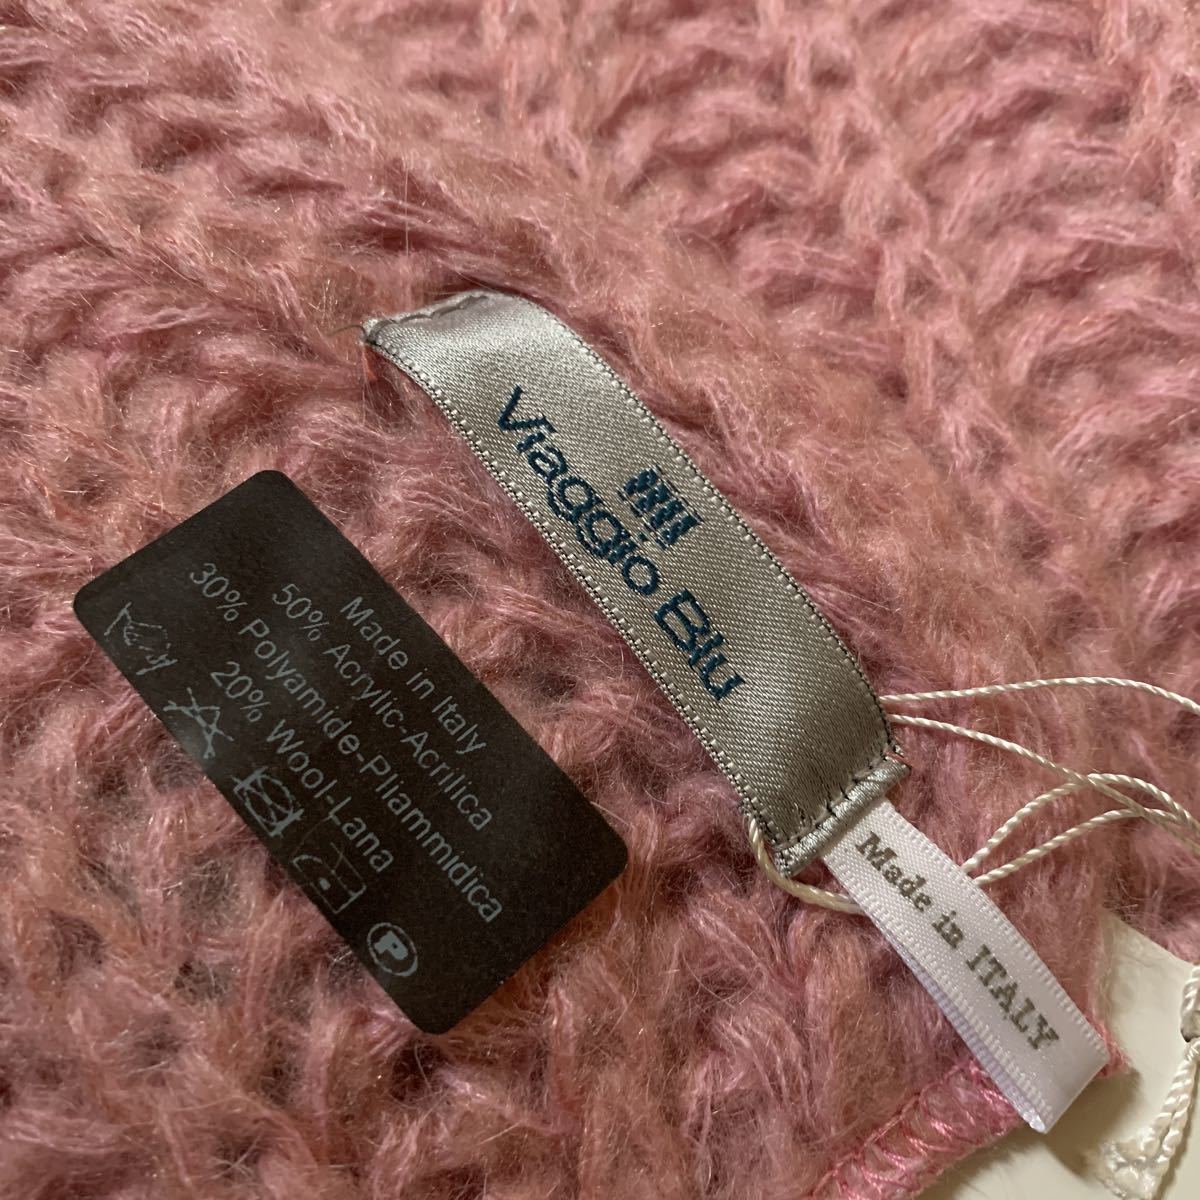 Viaggio Blu
Made in ITALY
Made in Italy
50% Acrylic-Acrilica
30% Polyamide-Pliammidica
20% Wool-Lana
P